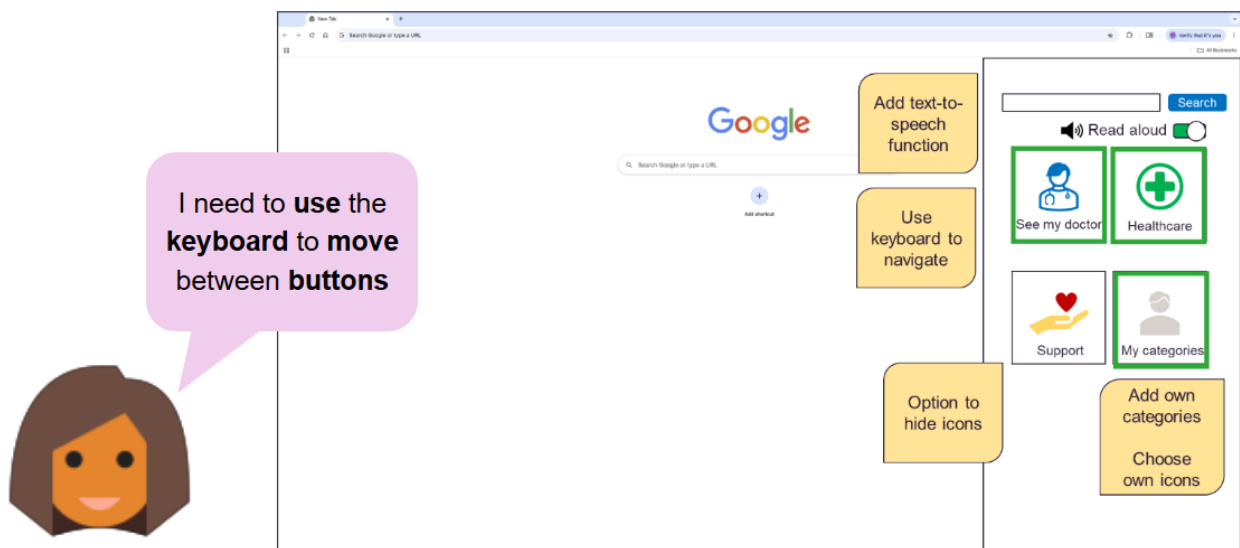 New Tab
Search Google or type a URL
Verify that it's you
All Bookmarks
Google
Search Google or type a URL
Add shortcut
I need to use the
keyboard to move
between buttons
Add text-to-
speech
function
Use
keyboard to
navigate
Option to
hide icons
Search
Read aloud
See my doctor
Healthcare
Support
My categories
Add own
categories
Choose
own icons